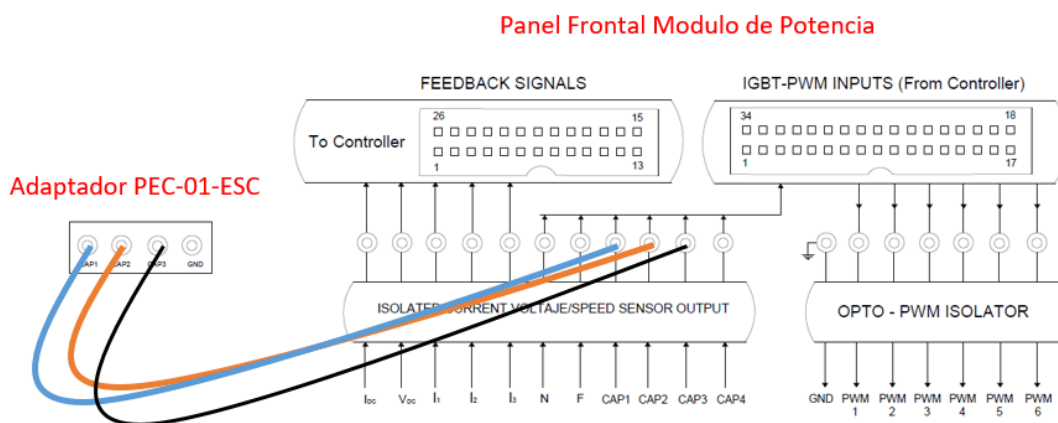 Panel Frontal Modulo de Potencia
FEEDBACK SIGNALS
IGBT-PWM INPUTS (From Controller)
26 15
To Controller
1 13
34 18
1 17
Adaptador PEC-01-ESC
CAP1 CAP2 CAP3 GND
ISOLATED CURRENT VOLTAJE/SPEED SENSOR OUTPUT
OPTO - PWM ISOLATOR
IDC VDC I1 I2 I3 N F CAP1 CAP2 CAP3 CAP4
GND PWM 1 PWM 2 PWM 3 PWM 4 PWM 5 PWM 6